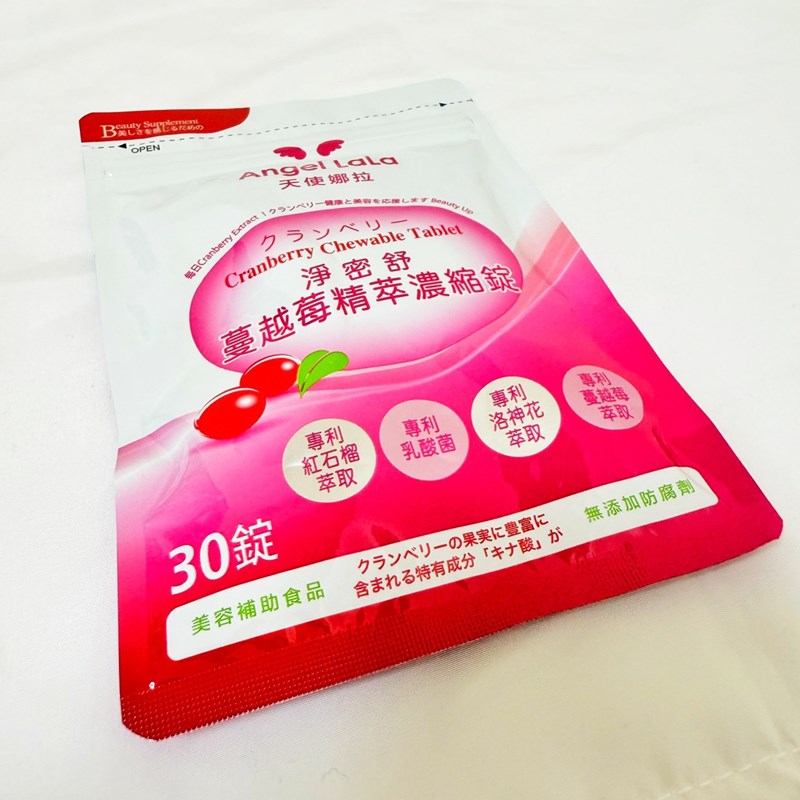 Beauty Supplement
美しさを感じるための
OPEN
Angel LaLa
天使娜拉
毎日Cranberry Extract！クランベリー健康と美容を応援します Beauty Up
クランベリー
Cranberry Chewable Tablet
淨密舒
蔓越莓精萃濃縮錠
專利
紅石榴
萃取
專利
乳酸菌
專利
洛神花
萃取
專利
蔓越莓
萃取
30錠
美容補助食品
クランベリーの果実に豊富に
含まれる特有成分「キナ酸」が
無添加防腐劑